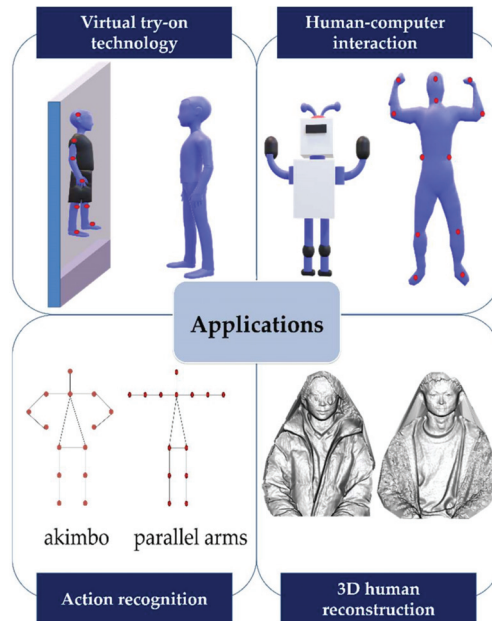 Virtual try-on
technology
Human-computer
interaction
Applications
akimbo
parallel arms
Action recognition
3D human
reconstruction